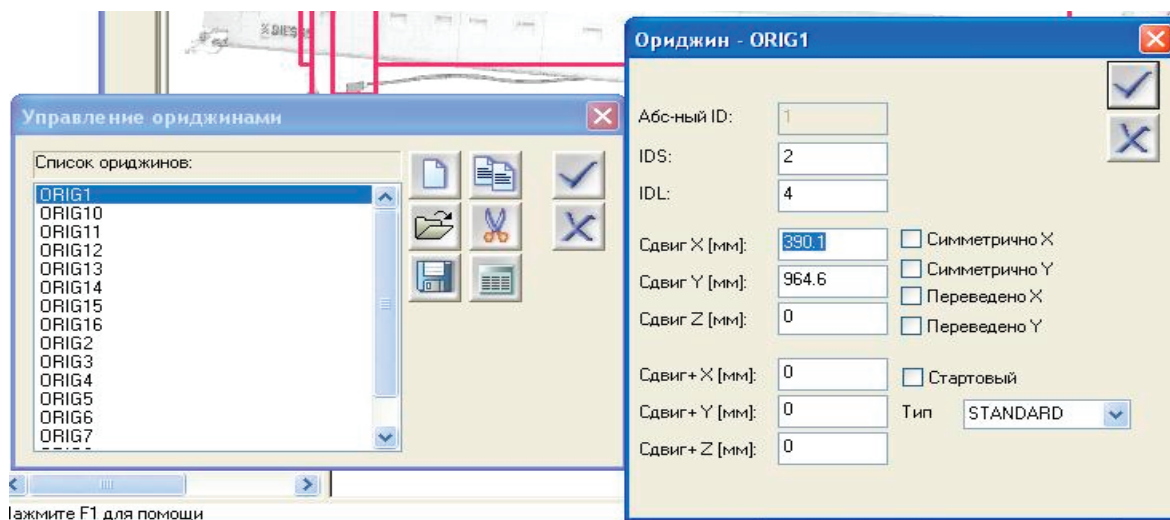 Управление ориджинами
Список ориджинов:
ORIG1
ORIG10
ORIG11
ORIG12
ORIG13
ORIG14
ORIG15
ORIG16
ORIG2
ORIG3
ORIG4
ORIG5
ORIG6
ORIG7
Ориджин - ORIG1
Абс-ный ID: 1
IDS: 2
IDL: 4
Сдвиг X [мм]: 390.1 Симметрично X
Сдвиг Y [мм]: 964.6 Симметрично Y
Сдвиг Z [мм]: 0 Переведено X
Переведено Y
Сдвиг+ X [мм]: 0 Стартовый
Сдвиг+ Y [мм]: 0 Тип STANDARD
Сдвиг+ Z [мм]: 0
Нажмите F1 для помощи